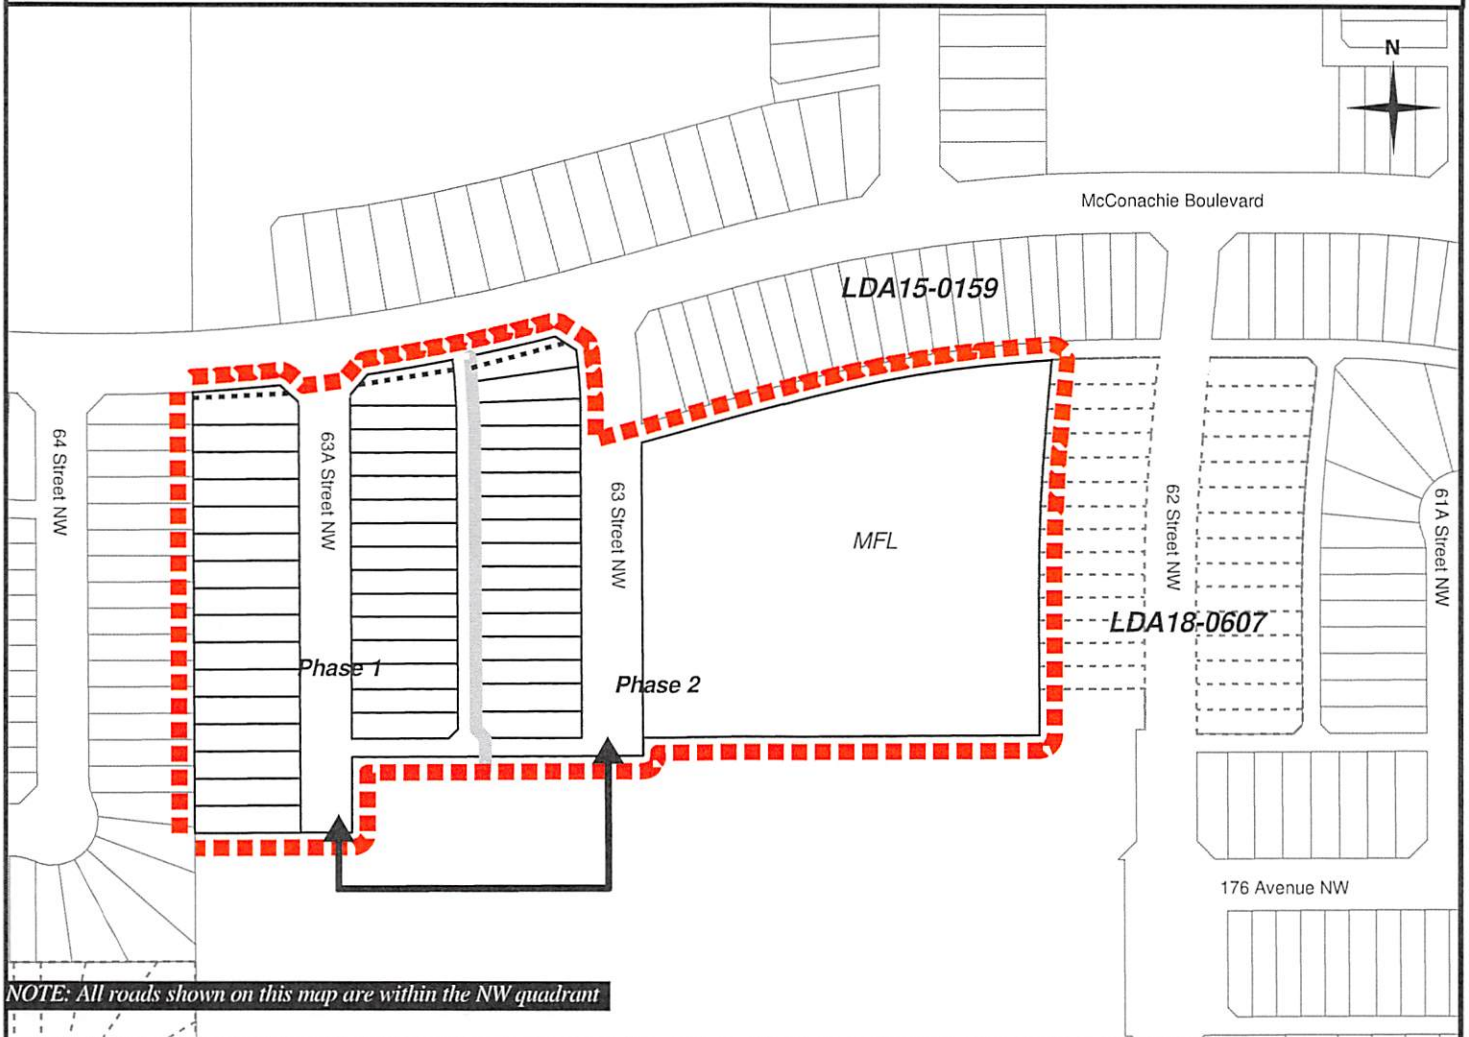 N
McConachie Boulevard
LDA15-0159
64 Street NW
63A Street NW
63 Street NW
62 Street NW
61A Street NW
MFL
LDA18-0607
Phase 1
Phase 2
176 Avenue NW
NOTE: All roads shown on this map are within the NW quadrant